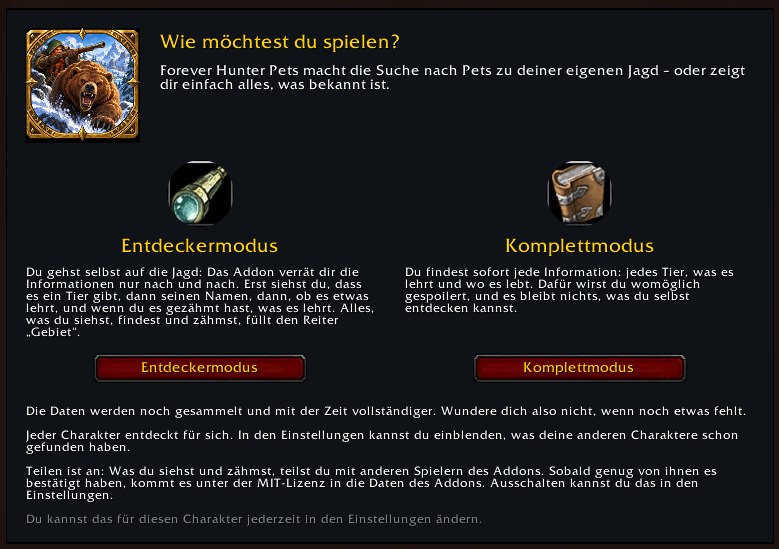 Wie möchtest du spielen?
Forever Hunter Pets macht die Suche nach Pets zu deiner eigenen Jagd - oder zeigt
dir einfach alles, was bekannt ist.
Entdeckermodus
Du gehst selbst auf die Jagd: Das Addon verrät dir die
Informationen nur nach und nach. Erst siehst du, dass
es ein Tier gibt, dann seinen Namen, dann, ob es etwas
lehrt, und wenn du es gezähmt hast, was es lehrt. Alles,
was du siehst, findest und zähmst, füllt den Reiter
„Gebiet“.
Entdeckermodus
Komplettmodus
Du findest sofort jede Information: jedes Tier, was es
lehrt und wo es lebt. Dafür wirst du womöglich
gespoilert, und es bleibt nichts, was du selbst
entdecken kannst.
Komplettmodus
Die Daten werden noch gesammelt und mit der Zeit vollständiger. Wundere dich also nicht, wenn noch etwas fehlt.
Jeder Charakter entdeckt für sich. In den Einstellungen kannst du einblenden, was deine anderen Charaktere schon
gefunden haben.
Teilen ist an: Was du siehst und zähmst, teilst du mit anderen Spielern des Addons. Sobald genug von ihnen es
bestätigt haben, kommt es unter der MIT-Lizenz in die Daten des Addons. Ausschalten kannst du das in den
Einstellungen.
Du kannst das für diesen Charakter jederzeit in den Einstellungen ändern.